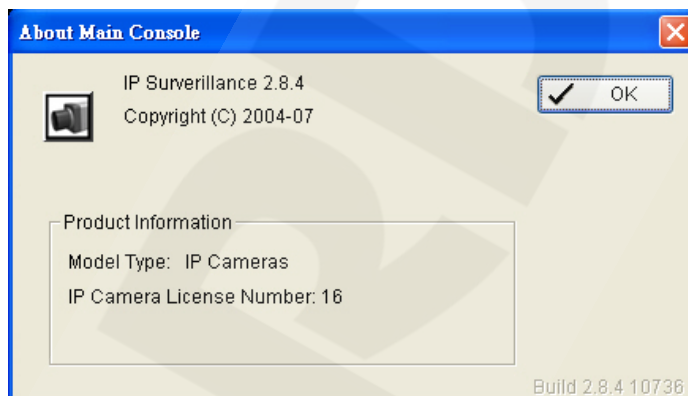 About Main Console
IP Surverillance 2.8.4
Copyright (C) 2004-07
OK
Product Information
Model Type: IP Cameras
IP Camera License Number: 16
Build 2.8.4 10736